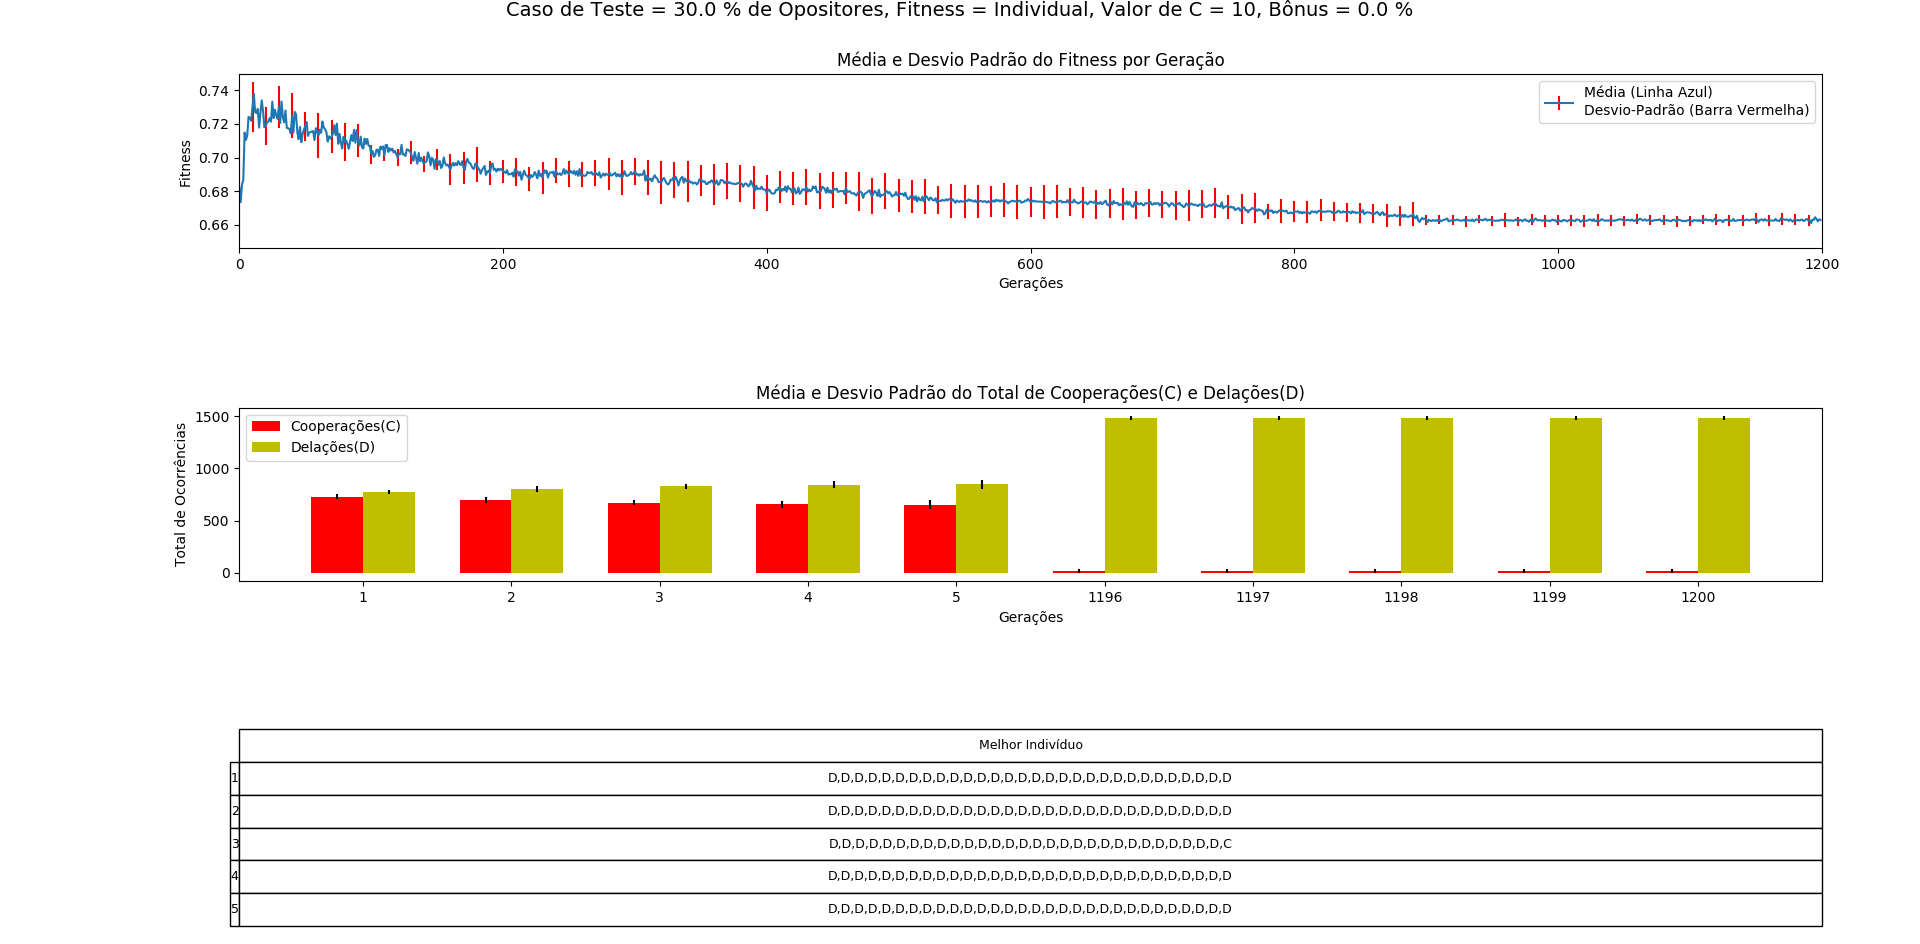 Caso de Teste = 30.0 % de Opositores, Fitness = Individual, Valor de C = 10, Bônus = 0.0 %
Média e Desvio Padrão do Fitness por Geração
Fitness
0.74
0.72
0.70
0.68
0.66
Média (Linha Azul)
Desvio-Padrão (Barra Vermelha)
0 200 400 600 800 1000 1200
Gerações
Média e Desvio Padrão do Total de Cooperações(C) e Delações(D)
Total de Ocorrências
1500
1000
500
0
Cooperações(C)
Delações(D)
1 2 3 4 5 1196 1197 1198 1199 1200
Gerações
Melhor Indivíduo
1 D,D,D,D,D,D,D,D,D,D,D,D,D,D,D,D,D,D,D,D,D,D,D,D,D,D,D,D,D,D
2 D,D,D,D,D,D,D,D,D,D,D,D,D,D,D,D,D,D,D,D,D,D,D,D,D,D,D,D,D,D
3 D,D,D,D,D,D,D,D,D,D,D,D,D,D,D,D,D,D,D,D,D,D,D,D,D,D,D,D,D,C
4 D,D,D,D,D,D,D,D,D,D,D,D,D,D,D,D,D,D,D,D,D,D,D,D,D,D,D,D,D,D
5 D,D,D,D,D,D,D,D,D,D,D,D,D,D,D,D,D,D,D,D,D,D,D,D,D,D,D,D,D,D